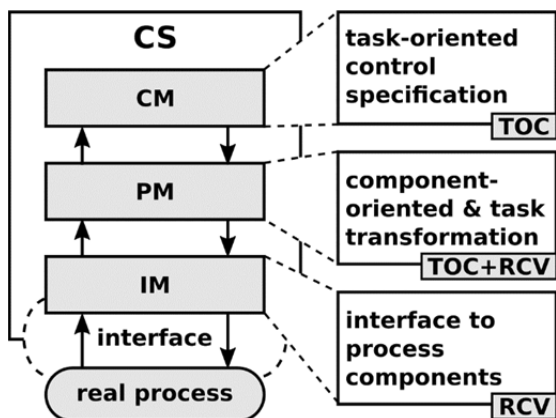 CS
CM
PM
IM
interface
real process
task-oriented
control
specification
TOC
component-
oriented & task
transformation
TOC+RCV
interface to
process
components
RCV